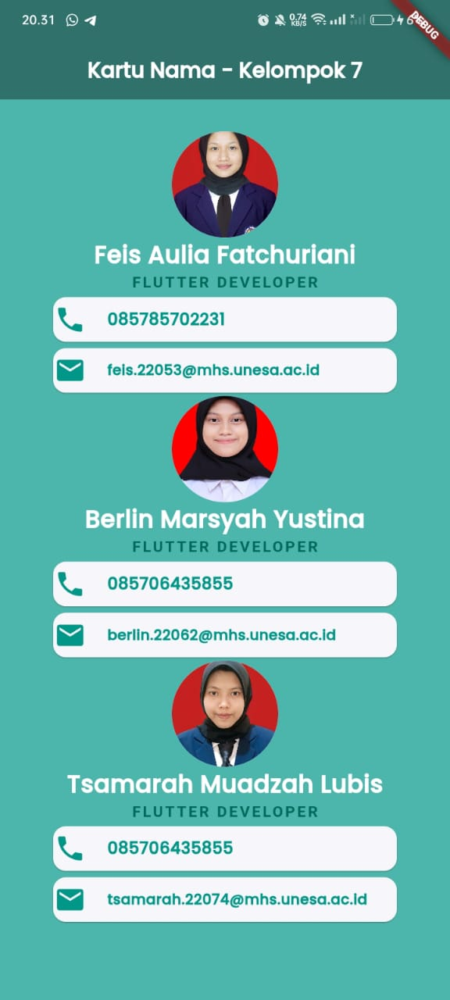 20.31
0.74
KB/S
DEBUG
Kartu Nama - Kelompok 7
Feis Aulia Fatchuriani
FLUTTER DEVELOPER
085785702231
feis.22053@mhs.unesa.ac.id
Berlin Marsyah Yustina
FLUTTER DEVELOPER
085706435855
berlin.22062@mhs.unesa.ac.id
Tsamarah Muadzah Lubis
FLUTTER DEVELOPER
085706435855
tsamarah.22074@mhs.unesa.ac.id